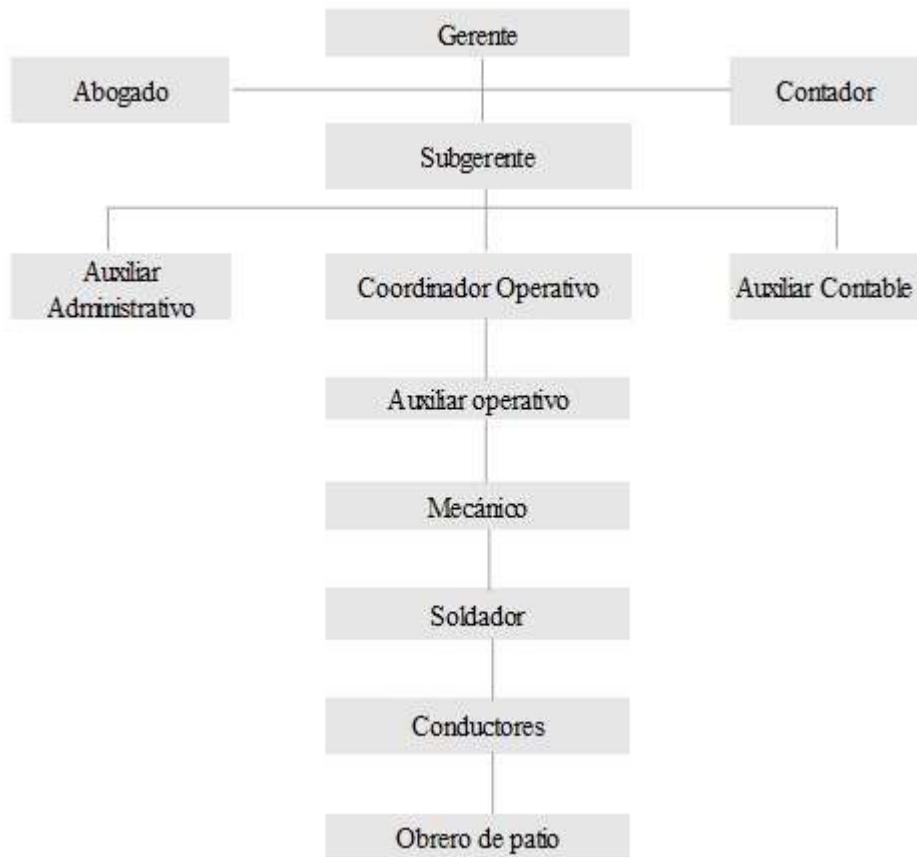 Gerente
Abogado
Contador
Subgerente
Auxiliar
Administrativo
Coordinador Operativo
Auxiliar Contable
Auxiliar operativo
Mecánico
Soldador
Conductores
Obrero de patio